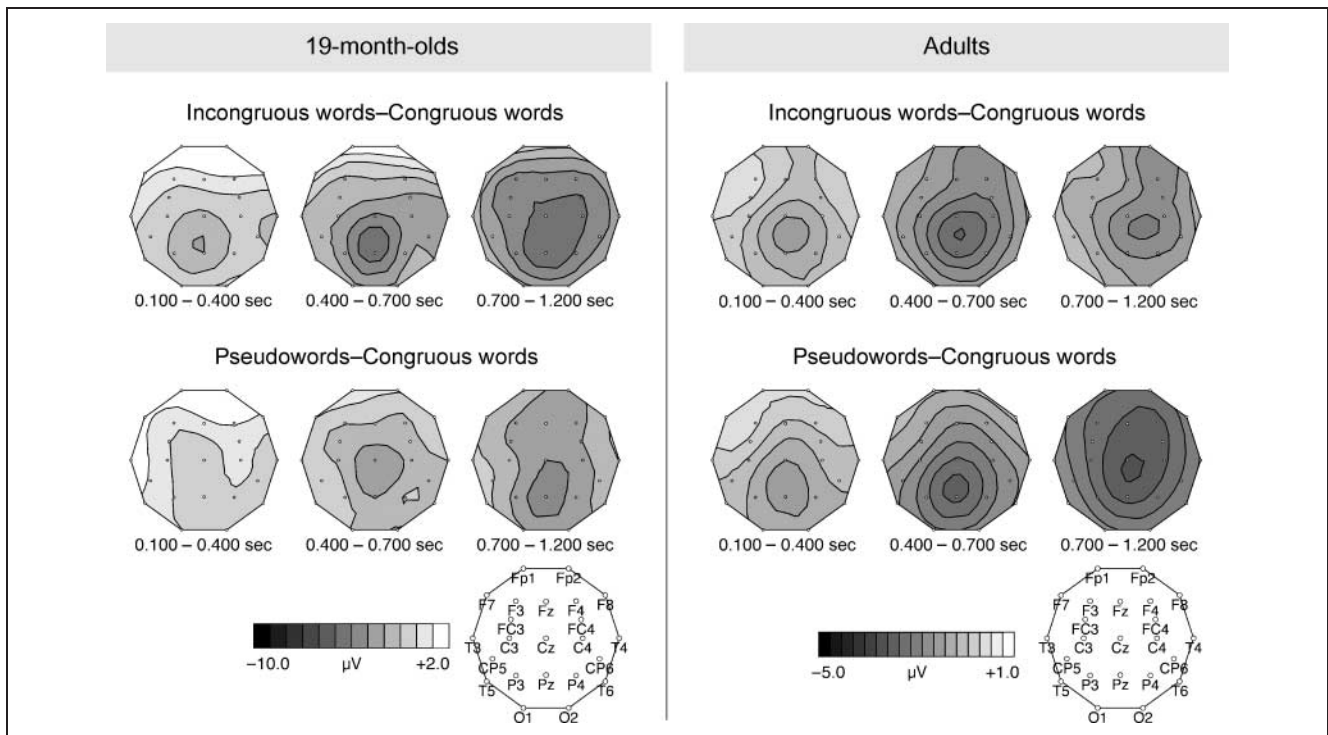 19-month-olds
Incongruous words–Congruous words
0.100 – 0.400 sec 0.400 – 0.700 sec 0.700 – 1.200 sec
Pseudowords–Congruous words
0.100 – 0.400 sec 0.400 – 0.700 sec 0.700 – 1.200 sec
−10.0 µV +2.0
Fp1 Fp2
F7 F3 Fz F4 F8
FC3 FC4
T3 C3 Cz C4 T4
CP5 CP6
T5 P3 Pz P4 T6
O1 O2
Adults
Incongruous words–Congruous words
0.100 – 0.400 sec 0.400 – 0.700 sec 0.700 – 1.200 sec
Pseudowords–Congruous words
0.100 – 0.400 sec 0.400 – 0.700 sec 0.700 – 1.200 sec
−5.0 µV +1.0
Fp1 Fp2
F7 F3 Fz F4 F8
FC3 FC4
T3 C3 Cz C4 T4
CP5 CP6
T5 P3 Pz P4 T6
O1 O2